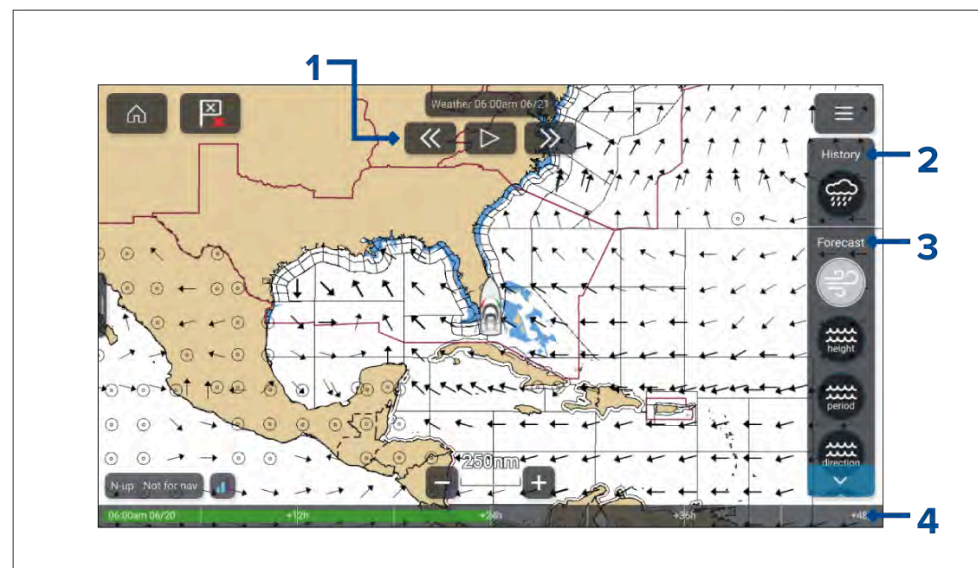 1
Weather 06:00am 06/21
History
2
Forecast
3
height
period
direction
250nm
N-up Not for nav
06:00am 06/20 +12h +24h +36h +48
4